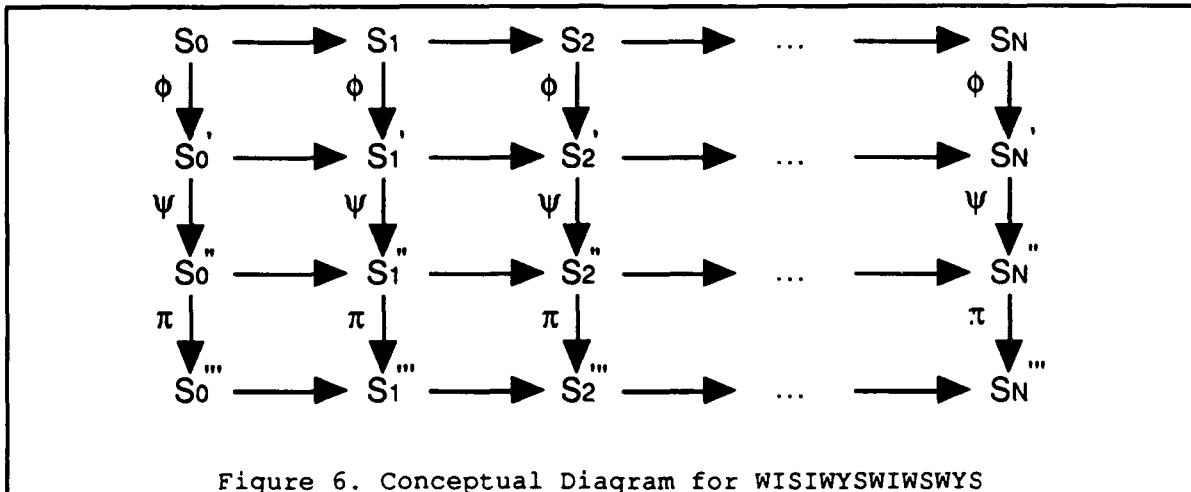 S0 S1 S2 ... SN
ϕ ϕ ϕ ϕ
S0' S1' S2' ... SN'
ψ ψ ψ ψ
S0" S1" S2" ... SN"
π π π π
S0''' S1''' S2''' ... SN'''
Figure 6. Conceptual Diagram for WISIWYSWIWSWYS